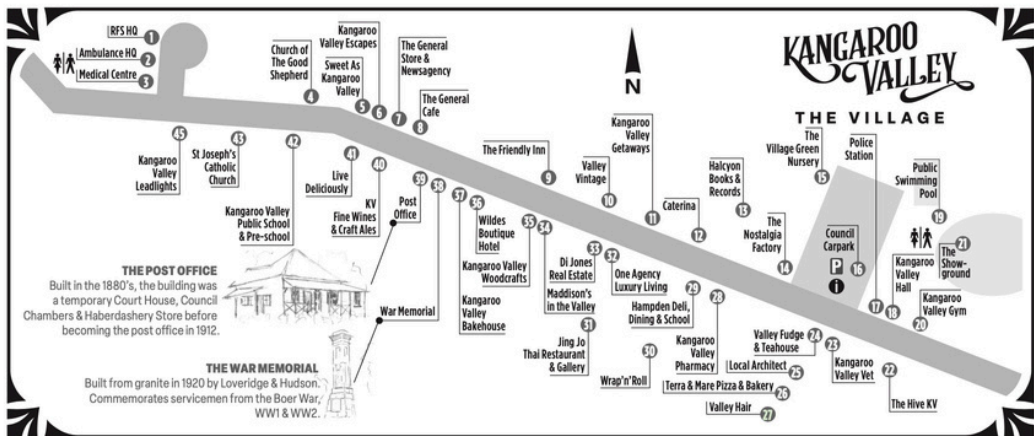 KANGAROO
VALLEY
THE VILLAGE
N
RFS HQ
1
Ambulance HQ
2
Medical Centre
3
Church of
The Good
Shepherd
4
Sweet As
Kangaroo
Valley
5
Kangaroo
Valley Escapes
6
The General
Store &
Newsagency
7
The General
Cafe
8
The Friendly Inn
9
Valley
Vintage
10
Kangaroo
Valley
Getaways
11
Caterina
12
Halcyon
Books &
Records
13
The
Nostalgia
Factory
14
The
Village Green
Nursery
15
Council
Carpark
P
16
i
Police
Station
17
Kangaroo
Valley
Hall
18
Public
Swimming
Pool
19
Kangaroo
Valley Gym
20
21
The
Show-
ground
The Hive KV
22
Kangaroo
Valley Vet
23
Valley Fudge
& Teahouse
24
Local Architect
25
Terra & Mare Pizza & Bakery
26
Valley Hair
27
Kangaroo
Valley
Pharmacy
28
Hampden Deli,
Dining & School
29
Wrap'n'Roll
30
Jing Jo
Thai Restaurant
& Gallery
31
One Agency
Luxury Living
32
Di Jones
Real Estate
33
Maddison's
in the Valley
34
Kangaroo Valley
Woodcrafts
35
Wildes
Boutique
Hotel
36
Kangaroo
Valley
Bakehouse
37
War Memorial
38
Post
Office
39
KV
Fine Wines
& Craft Ales
40
Live
Deliciously
41
Kangaroo Valley
Public School
& Pre-school
42
St Joseph's
Catholic
Church
43
Kangaroo
Valley
Leadlights
45
THE POST OFFICE
Built in the 1880's, the building was
a temporary Court House, Council
Chambers & Haberdashery Store before
becoming the post office in 1912.
THE WAR MEMORIAL
Built from granite in 1920 by Loveridge & Hudson.
Commemorates servicemen from the Boer War,
WW1 & WW2.